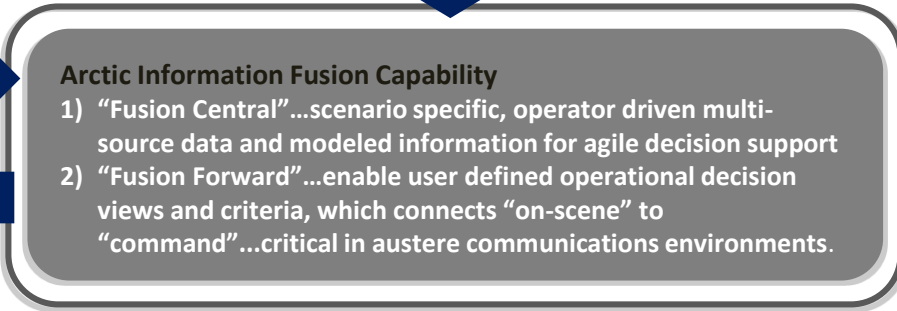 Arctic Information Fusion Capability
1) “Fusion Central”…scenario specific, operator driven multi-
source data and modeled information for agile decision support
2) “Fusion Forward”…enable user defined operational decision
views and criteria, which connects “on-scene” to
“command”...critical in austere communications environments.